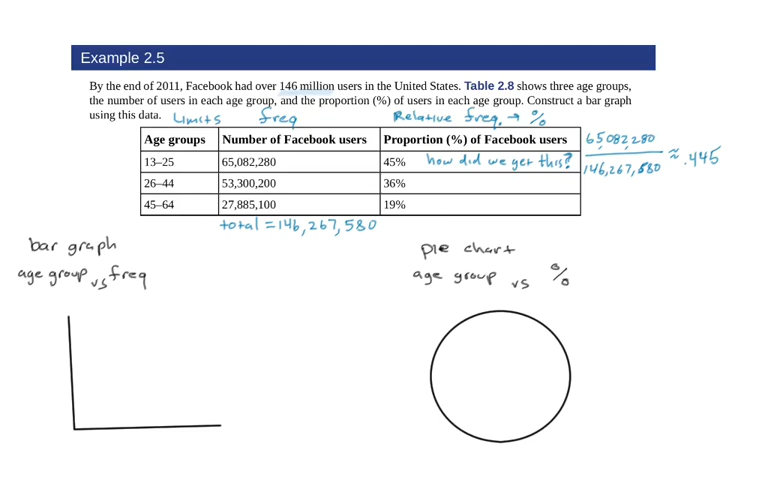 Example 2.5
By the end of 2011, Facebook had over 146 million users in the United States. Table 2.8 shows three age groups,
the number of users in each age group, and the proportion (%) of users in each age group. Construct a bar graph
using this data. Limits freq Relative freq. → %
Age groups Number of Facebook users Proportion (%) of Facebook users
13–25 65,082,280 45% how did we get this?
65,082,280 / 146,267,580 ≈ .445
26–44 53,300,200 36%
45–64 27,885,100 19%
total = 146,267,580
bar graph
age group vs freq
pie chart
age group vs %